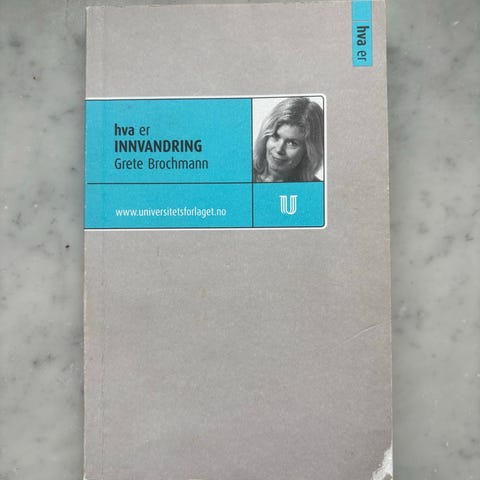 hva er
hva er
INNVANDRING
Grete Brochmann
www.universitetsforlaget.no
U